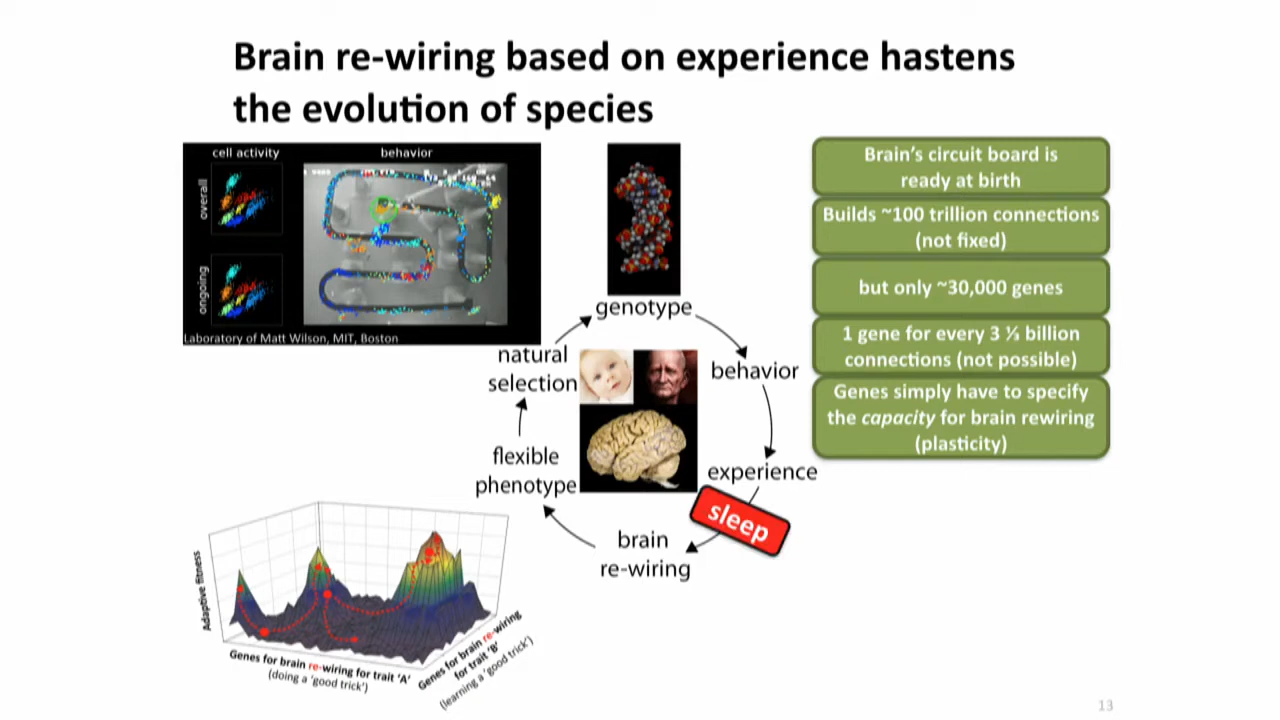 Brain re-wiring based on experience hastens
the evolution of species
cell activity
behavior
overall
ongoing
Laboratory of Matt Wilson, MIT, Boston
genotype
behavior
experience
sleep
brain
re-wiring
flexible
phenotype
natural
selection
Brain's circuit board is
ready at birth
Builds ~100 trillion connections
(not fixed)
but only ~30,000 genes
1 gene for every 3 ⅓ billion
connections (not possible)
Genes simply have to specify
the capacity for brain rewiring
(plasticity)
Adaptive fitness
Genes for brain re-wiring for trait 'A'
(doing a 'good trick')
Genes for brain re-wiring
for trait 'B'
(learning a 'good trick')
13